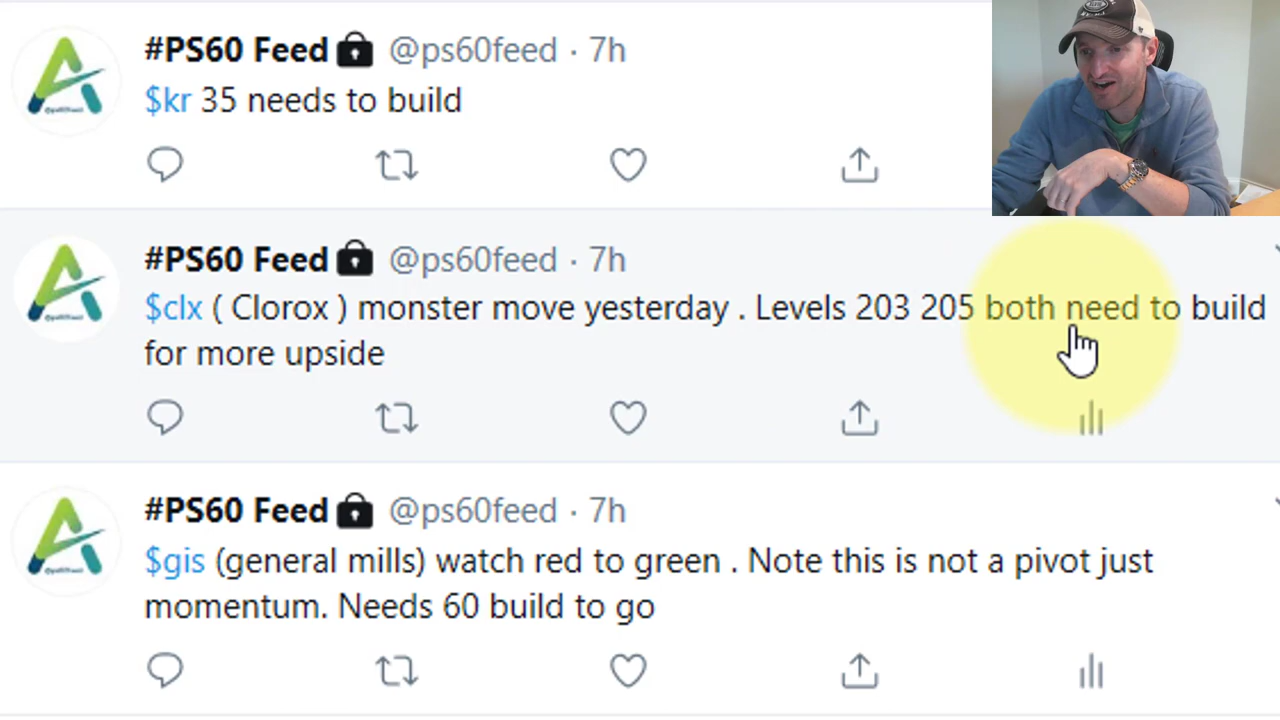 #PS60 Feed @ps60feed · 7h
$kr 35 needs to build
#PS60 Feed @ps60feed · 7h
$clx ( Clorox ) monster move yesterday . Levels 203 205 both need to build
for more upside
#PS60 Feed @ps60feed · 7h
$gis (general mills) watch red to green . Note this is not a pivot just
momentum. Needs 60 build to go